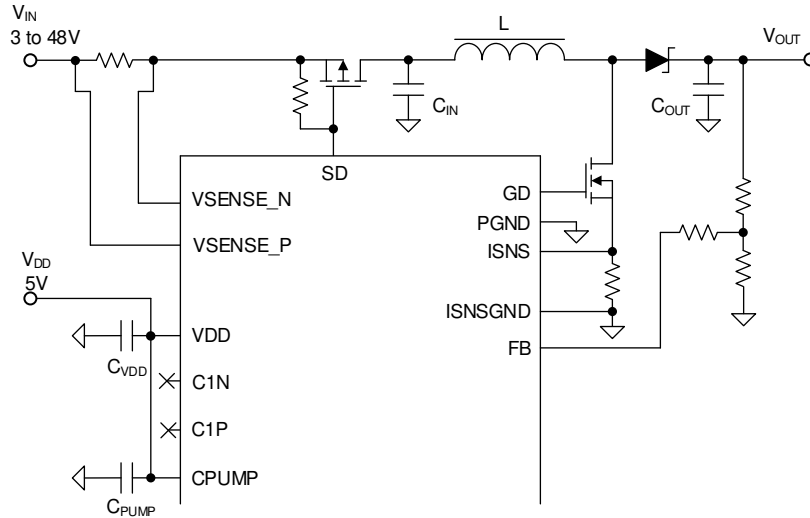 VIN
3 to 48V
L
VOUT
CIN
COUT
SD
GD
VSENSE_N
PGND
VSENSE_P
ISNS
VDD
5V
ISNSGND
VDD
FB
CVDD
C1N
C1P
CPUMP
CPUMP